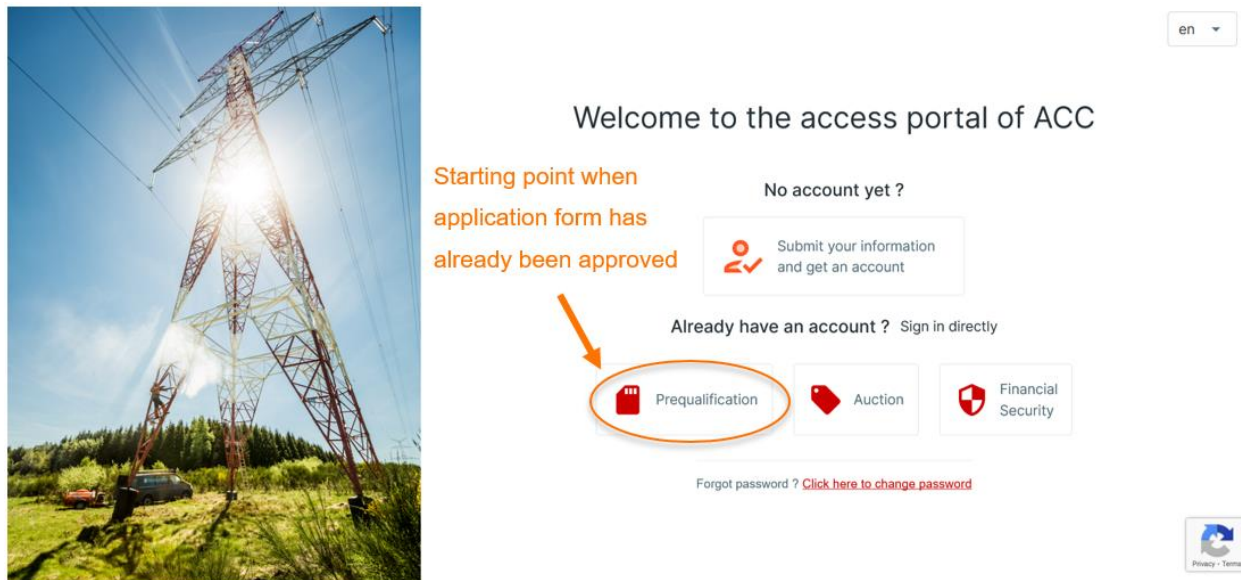 en
Welcome to the access portal of ACC
Starting point when
application form has
already been approved
No account yet ?
Submit your information
and get an account
Already have an account ? Sign in directly
Prequalification
Auction
Financial
Security
Forgot password ? Click here to change password
Privacy - Terms